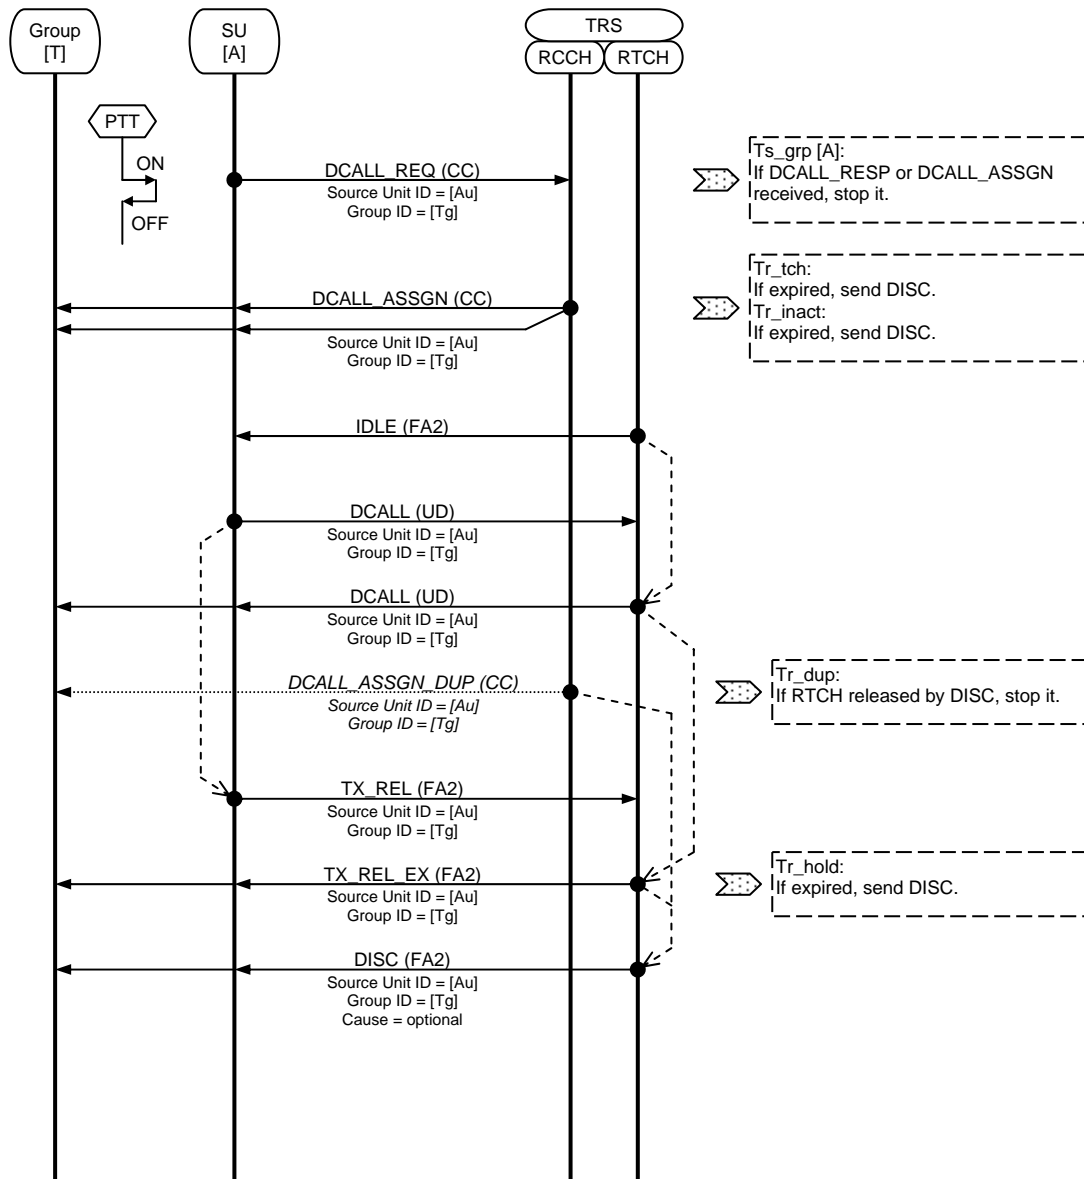 Group
[T]
SU
[A]
TRS
RCCH
RTCH
PTT
ON
OFF
DCALL_REQ (CC)
Source Unit ID = [Au]
Group ID = [Tg]
Ts_grp [A]:
If DCALL_RESP or DCALL_ASSGN
received, stop it.
DCALL_ASSGN (CC)
Source Unit ID = [Au]
Group ID = [Tg]
Tr_tch:
If expired, send DISC.
Tr_inact:
If expired, send DISC.
IDLE (FA2)
DCALL (UD)
Source Unit ID = [Au]
Group ID = [Tg]
DCALL (UD)
Source Unit ID = [Au]
Group ID = [Tg]
DCALL_ASSGN_DUP (CC)
Source Unit ID = [Au]
Group ID = [Tg]
Tr_dup:
If RTCH released by DISC, stop it.
TX_REL (FA2)
Source Unit ID = [Au]
Group ID = [Tg]
TX_REL_EX (FA2)
Source Unit ID = [Au]
Group ID = [Tg]
Tr_hold:
If expired, send DISC.
DISC (FA2)
Source Unit ID = [Au]
Group ID = [Tg]
Cause = optional